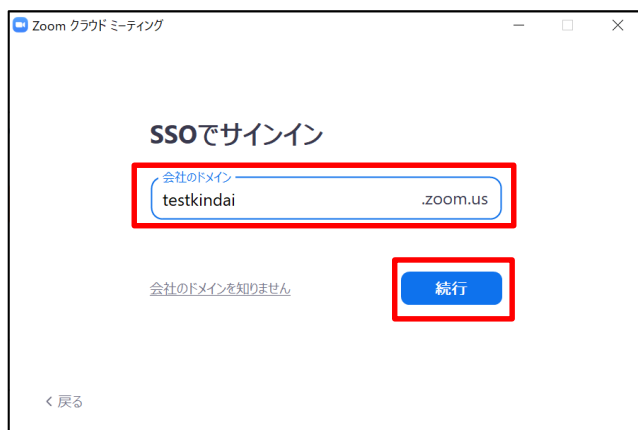 Zoom クラウド ミーティング
SSOでサインイン
会社のドメイン
testkindai .zoom.us
会社のドメインを知りません 続行
戻る